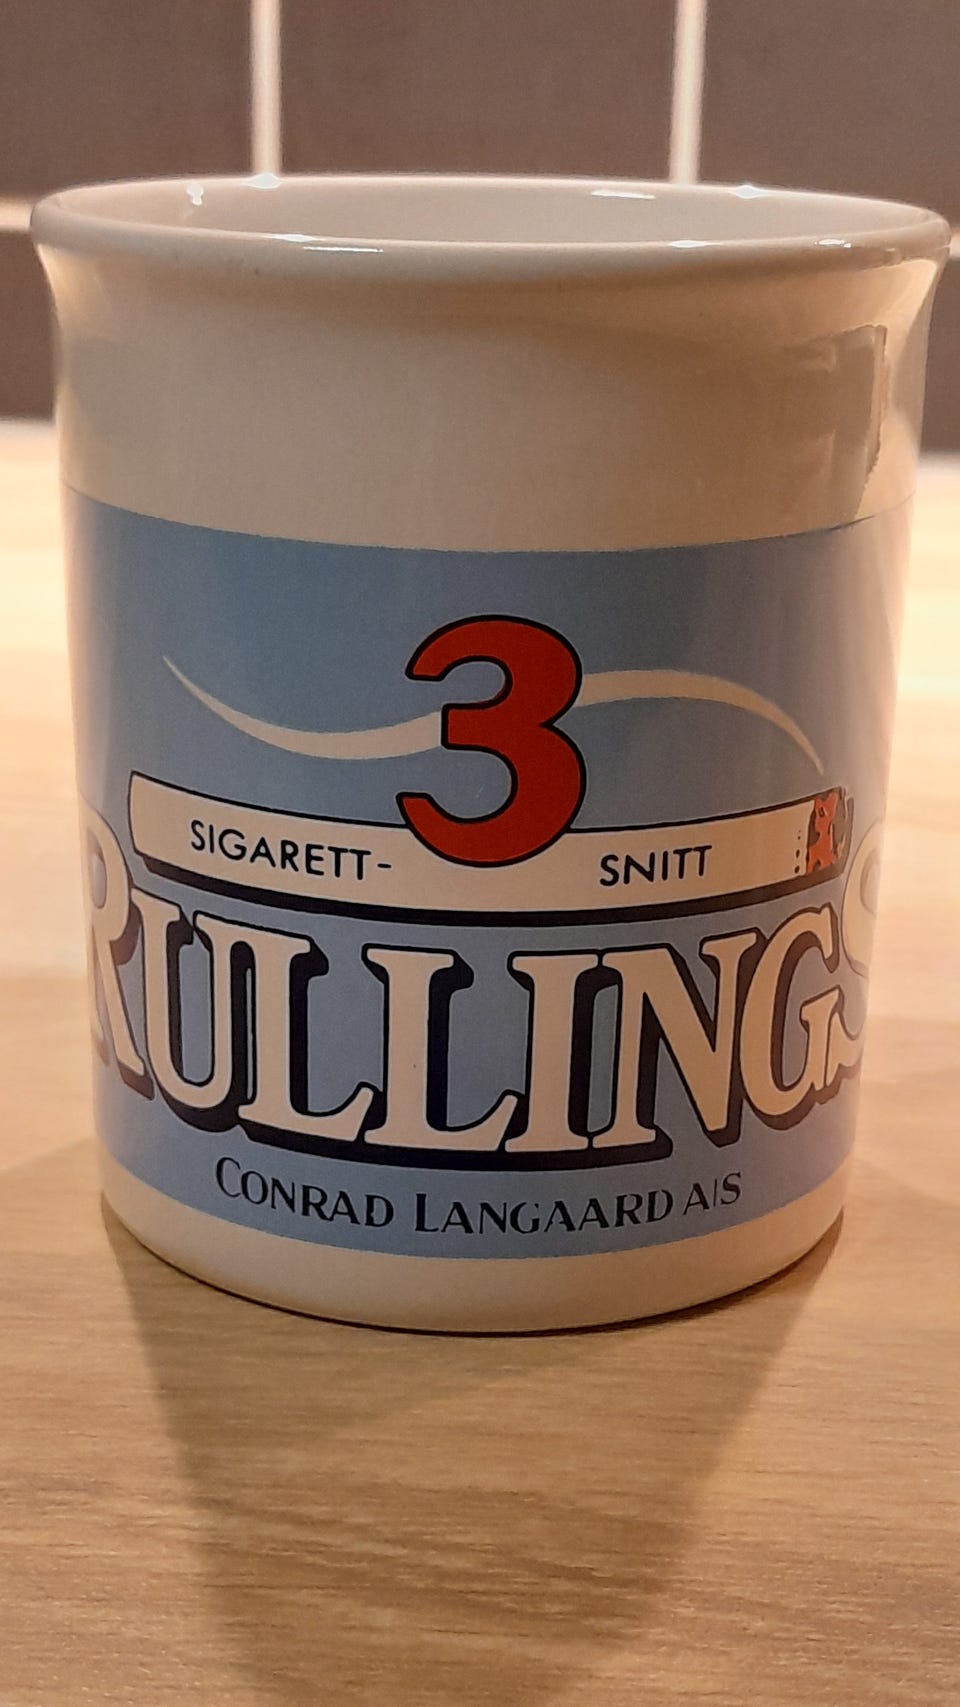 3
SIGARETT- SNITT
RULLINGS
CONRAD LANGAARD A/S